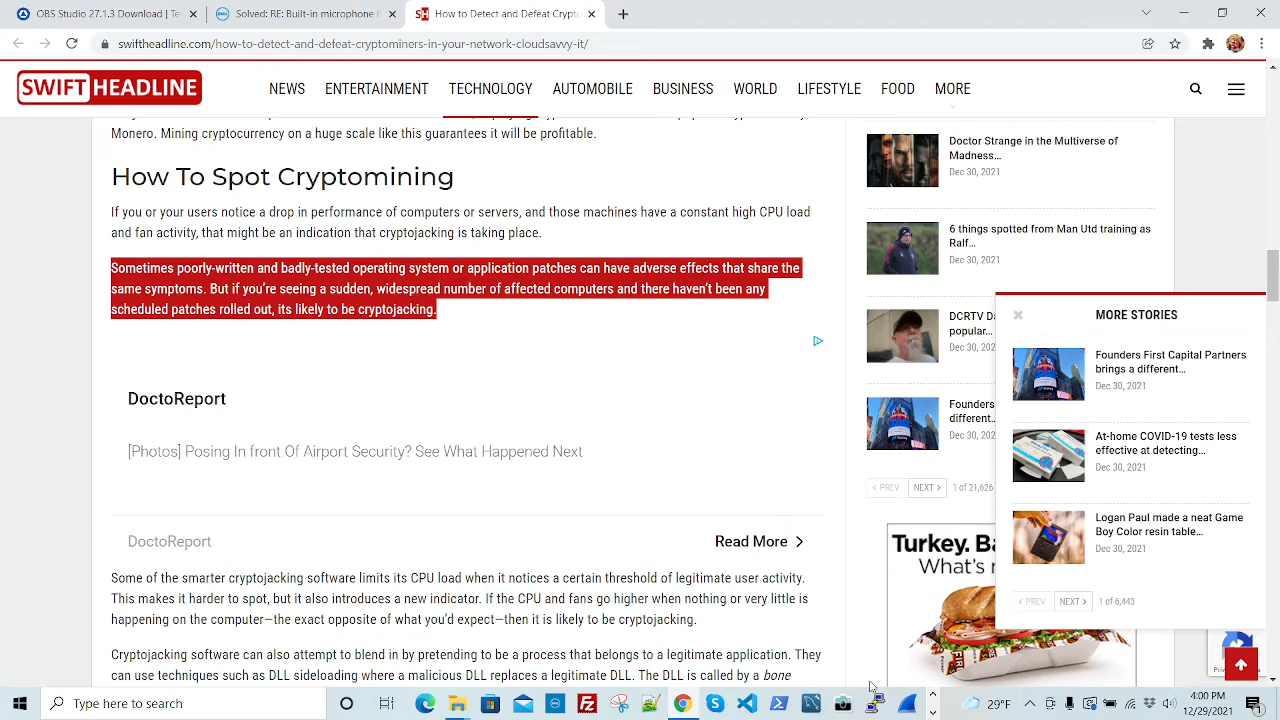 OBS Studio 27.1.3
Sodinokibi
SH How to Detect and Defeat Crypto
swiftheadline.com/how-to-detect-and-defeat-cryptominers-in-your-network-cloudsavvy-it/
SWIFT HEADLINE
NEWS
ENTERTAINMENT
TECHNOLOGY
AUTOMOBILE
BUSINESS
WORLD
LIFESTYLE
FOOD
MORE
Monero. Mining cryptocurrency on a huge scale like this guarantees it will be profitable.
How To Spot Cryptomining
If you or your users notice a drop in performance of computers or servers, and those machines have a constant high CPU load
and fan activity, that might be an indication that cryptojacking is taking place.
Sometimes poorly-written and badly-tested operating system or application patches can have adverse effects that share the
same symptoms. But if you're seeing a sudden, widespread number of affected computers and there haven't been any
scheduled patches rolled out, its likely to be cryptojacking.
DoctoReport
[Photos] Posing In front Of Airport Security? See What Happened Next
DoctoReport
Read More
Some of the smarter cryptojacking software limits its CPU load when it notices a certain threshold of legitimate user activity.
This makes it harder to spot, but it also introduces a new indicator. If the CPU and fans go higher when nothing or very little is
happening on the computer—the exact opposite of what you'd expect—then it is likely to be cryptojacking.
Cryptojacking software can also attempt to blend in by pretending to be a process that belongs to a legitimate application. They
can use techniques such as DLL sideloading where a malicious DLL replaces a legitimate DLL. The DLL is called by a bona
Doctor Strange in the Multiverse of
Madness...
Dec 30, 2021
6 things spotted from Man Utd training as
Ralf...
Dec 30, 2021
DCRTV Da
popular...
Dec 30, 202
Founders
different...
Dec 30, 202
PREV
NEXT
1 of 21,626
Turkey. Ba
What's n
MORE STORIES
Founders First Capital Partners
brings a different...
Dec 30, 2021
At-home COVID-19 tests less
effective at detecting...
Dec 30, 2021
Logan Paul made a neat Game
Boy Color resin table...
Dec 30, 2021
PREV
NEXT
1 of 6,443
Type here to search
29°F
4:00 PM
12/29/2021